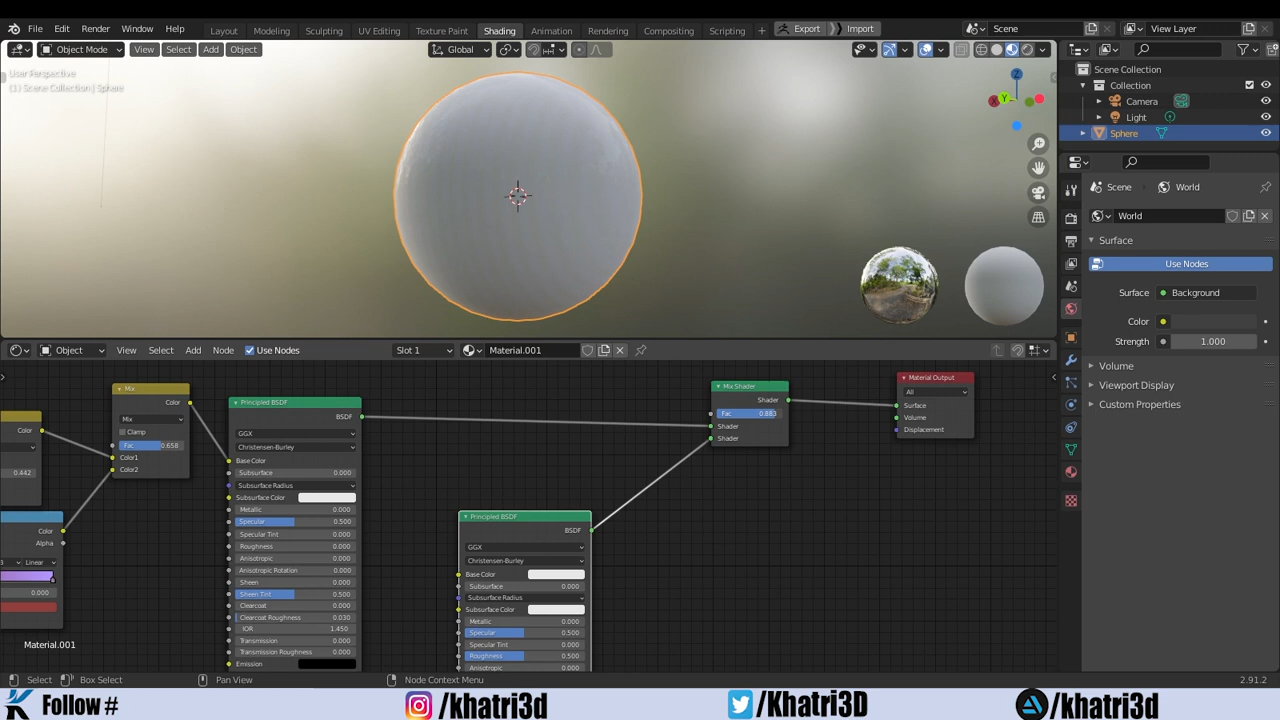 File Edit Render Window Help Layout Modeling Sculpting UV Editing Texture Paint Shading Animation Rendering Compositing Scripting + Export Import Scene View Layer
Object Mode View Select Add Object Global
User Perspective
(1) Scene Collection | Sphere
Z
X
Y
Scene Collection
Collection
Camera
Light
Sphere
Scene World
World
Surface
Use Nodes
Surface Background
Color
Strength 1.000
Volume
Viewport Display
Custom Properties
Object View Select Add Node Use Nodes Slot 1 Material.001
Color
0.442
Color
Alpha
Linear
0.000
Mix
Color
Mix
Clamp
Fac 0.658
Color1
Color2
Principled BSDF
BSDF
GGX
Christensen-Burley
Base Color
Subsurface 0.000
Subsurface Radius
Subsurface Color
Metallic 0.000
Specular 0.500
Specular Tint 0.000
Roughness 0.000
Anisotropic 0.000
Anisotropic Rotation 0.000
Sheen 0.000
Sheen Tint 0.500
Clearcoat 0.000
Clearcoat Roughness 0.030
IOR 1.450
Transmission 0.000
Transmission Roughness 0.000
Emission
Principled BSDF
BSDF
GGX
Christensen-Burley
Base Color
Subsurface 0.000
Subsurface Radius
Subsurface Color
Metallic 0.000
Specular 0.500
Specular Tint 0.000
Roughness 0.500
Anisotropic 0.000
Mix Shader
Shader
Fac 0.883
Shader
Shader
Material Output
All
Surface
Volume
Displacement
Material.001
Select Box Select Pan View Node Context Menu 2.91.2
Follow # /khatri3d /Khatri3D /khatri3d